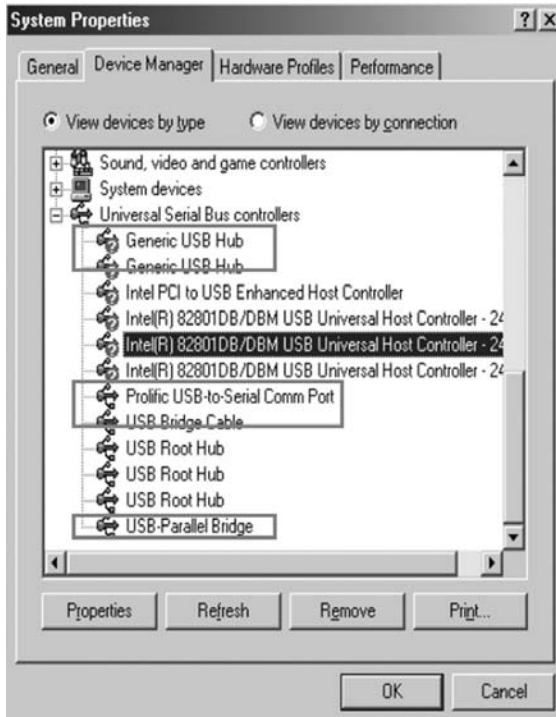 System Properties
? x
General Device Manager Hardware Profiles Performance
View devices by type View devices by connection
Sound, video and game controllers
System devices
Universal Serial Bus controllers
Generic USB Hub
Generic USB Hub
Intel PCI to USB Enhanced Host Controller
Intel(R) 82801DB/DBM USB Universal Host Controller - 24
Intel(R) 82801DB/DBM USB Universal Host Controller - 24
Intel(R) 82801DB/DBM USB Universal Host Controller - 24
Prolific USB-to-Serial Comm Port
USB Bridge Cable
USB Root Hub
USB Root Hub
USB Root Hub
USB-Parallel Bridge
Properties Refresh Remove Print...
OK Cancel